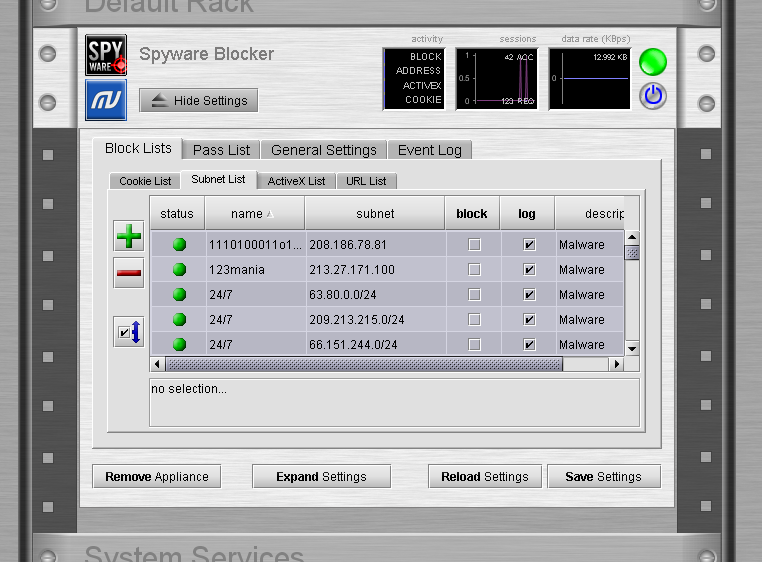 Default Rack
activity
sessions
data rate (KBps)
SPY
WARE
Spyware Blocker
BLOCK
ADDRESS
ACTIVEX
COOKIE
1
0.5
0
42 ACC
123 REQ
0
12.992 KB
Hide Settings
Block Lists
Pass List
General Settings
Event Log
Cookie List
Subnet List
ActiveX List
URL List
status name subnet block log descrip
1110100011o1... 208.186.78.81 Malware
123mania 213.27.171.100 Malware
24/7 63.80.0.0/24 Malware
24/7 209.213.215.0/24 Malware
24/7 66.151.244.0/24 Malware
no selection...
Remove Appliance
Expand Settings
Reload Settings
Save Settings
System Services